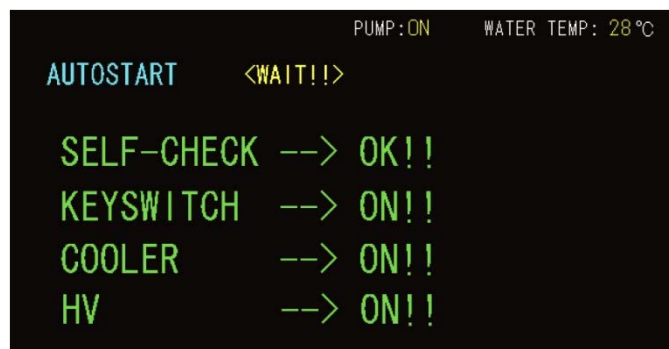 PUMP:ON WATER TEMP: 28℃
AUTOSTART <WAIT!!>
SELF-CHECK --> OK!!
KEYSWITCH --> ON!!
COOLER --> ON!!
HV --> ON!!